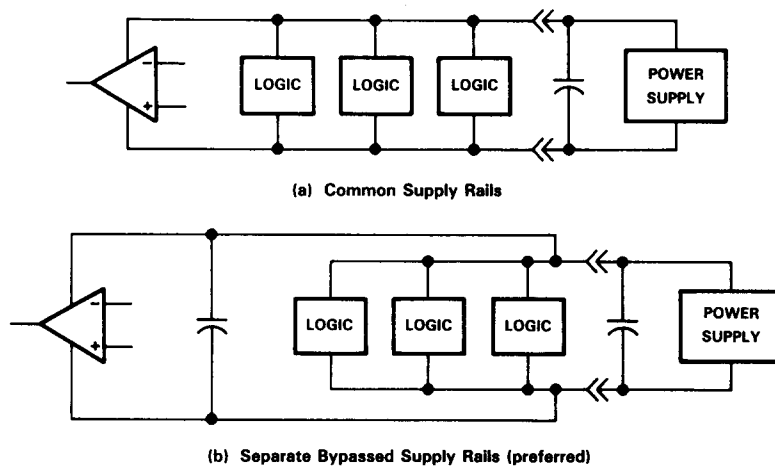 LOGIC
LOGIC
LOGIC
POWER
SUPPLY
(a) Common Supply Rails
LOGIC
LOGIC
LOGIC
POWER
SUPPLY
(b) Separate Bypassed Supply Rails (preferred)